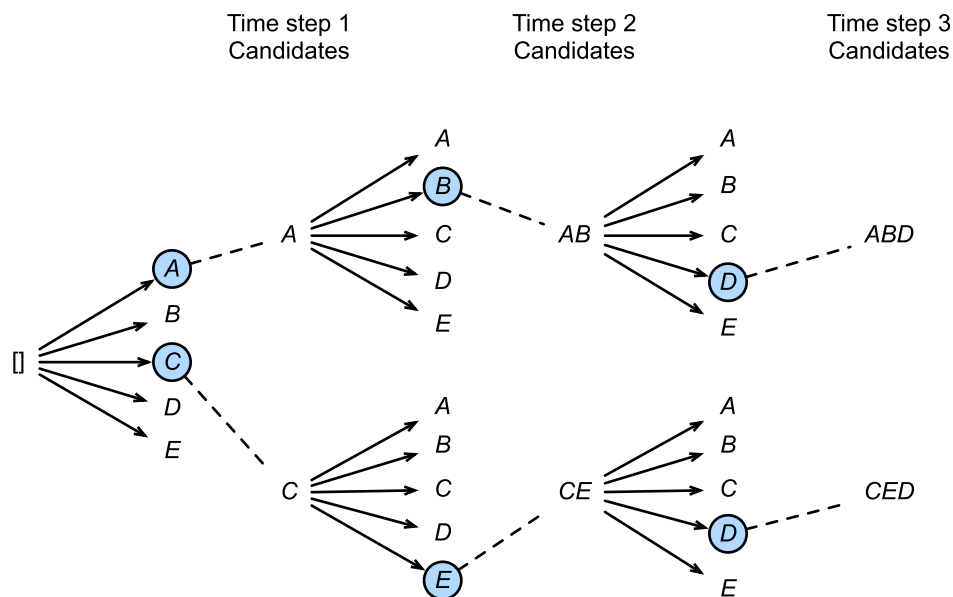 Time step 1
Candidates
Time step 2
Candidates
Time step 3
Candidates
[]
A
B
C
D
E
A
A
B
C
D
E
AB
A
B
C
D
E
ABD
C
A
B
C
D
E
CE
A
B
C
D
E
CED